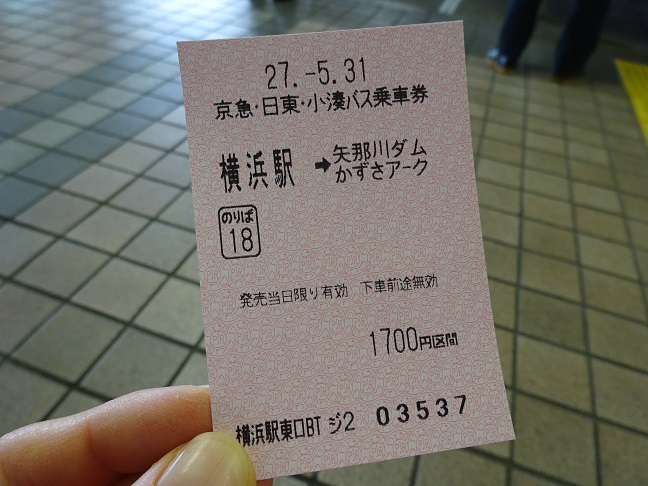 27.-5.31
京急・日東・小湊バス乗車券
横浜駅 ➡ 矢那川ダム
かずさアーク
のりば
18
発売当日限り有効 下車前途無効
1700円区間
横浜駅東口BT ジ2 03537